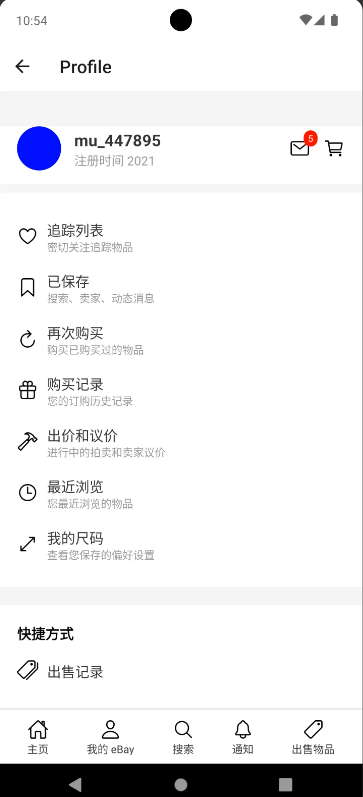 10:54
Profile
mu_447895
注册时间 2021
5
追踪列表
密切关注追踪物品
已保存
搜索、卖家、动态消息
再次购买
购买已购买过的物品
购买记录
您的订购历史记录
出价和议价
进行中的拍卖和卖家议价
最近浏览
您最近浏览的物品
我的尺码
查看您保存的偏好设置
快捷方式
出售记录
主页 我的 eBay 搜索 通知 出售物品